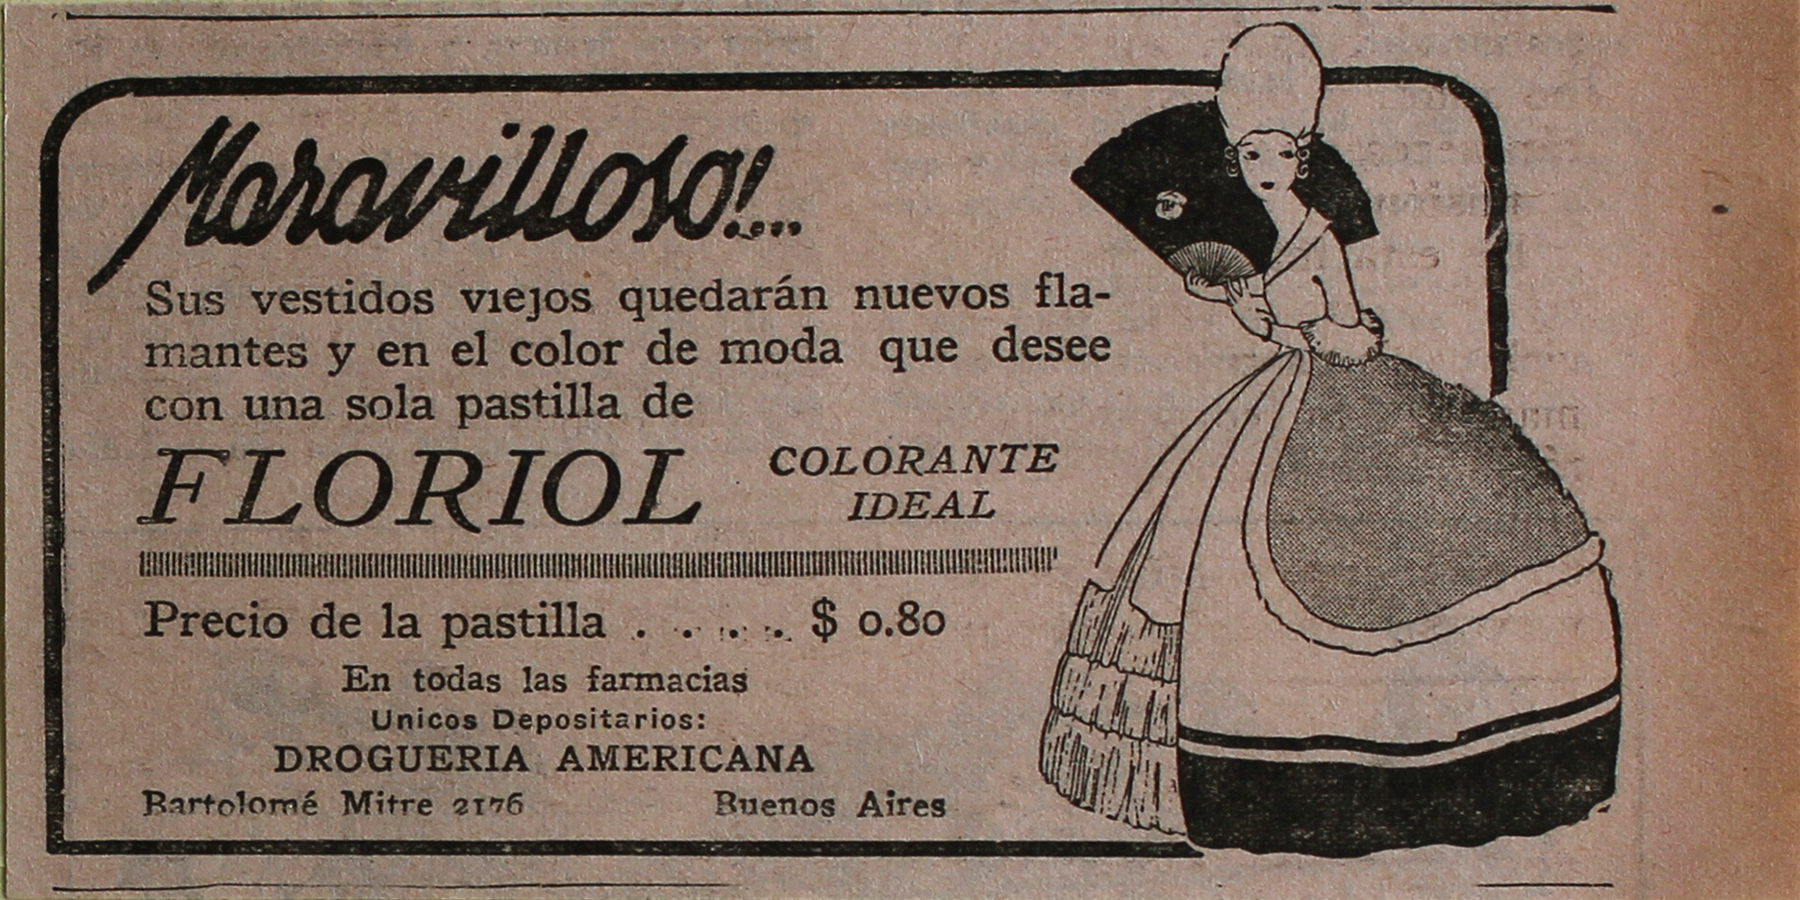 Maravilloso!...
Sus vestidos viejos quedarán nuevos fla-
mantes y en el color de moda que desee
con una sola pastilla de
FLORIOL COLORANTE
IDEAL
Precio de la pastilla . . . . . $ 0.80
En todas las farmacias
Unicos Depositarios:
DROGUERIA AMERICANA
Bartolomé Mitre 2176 Buenos Aires